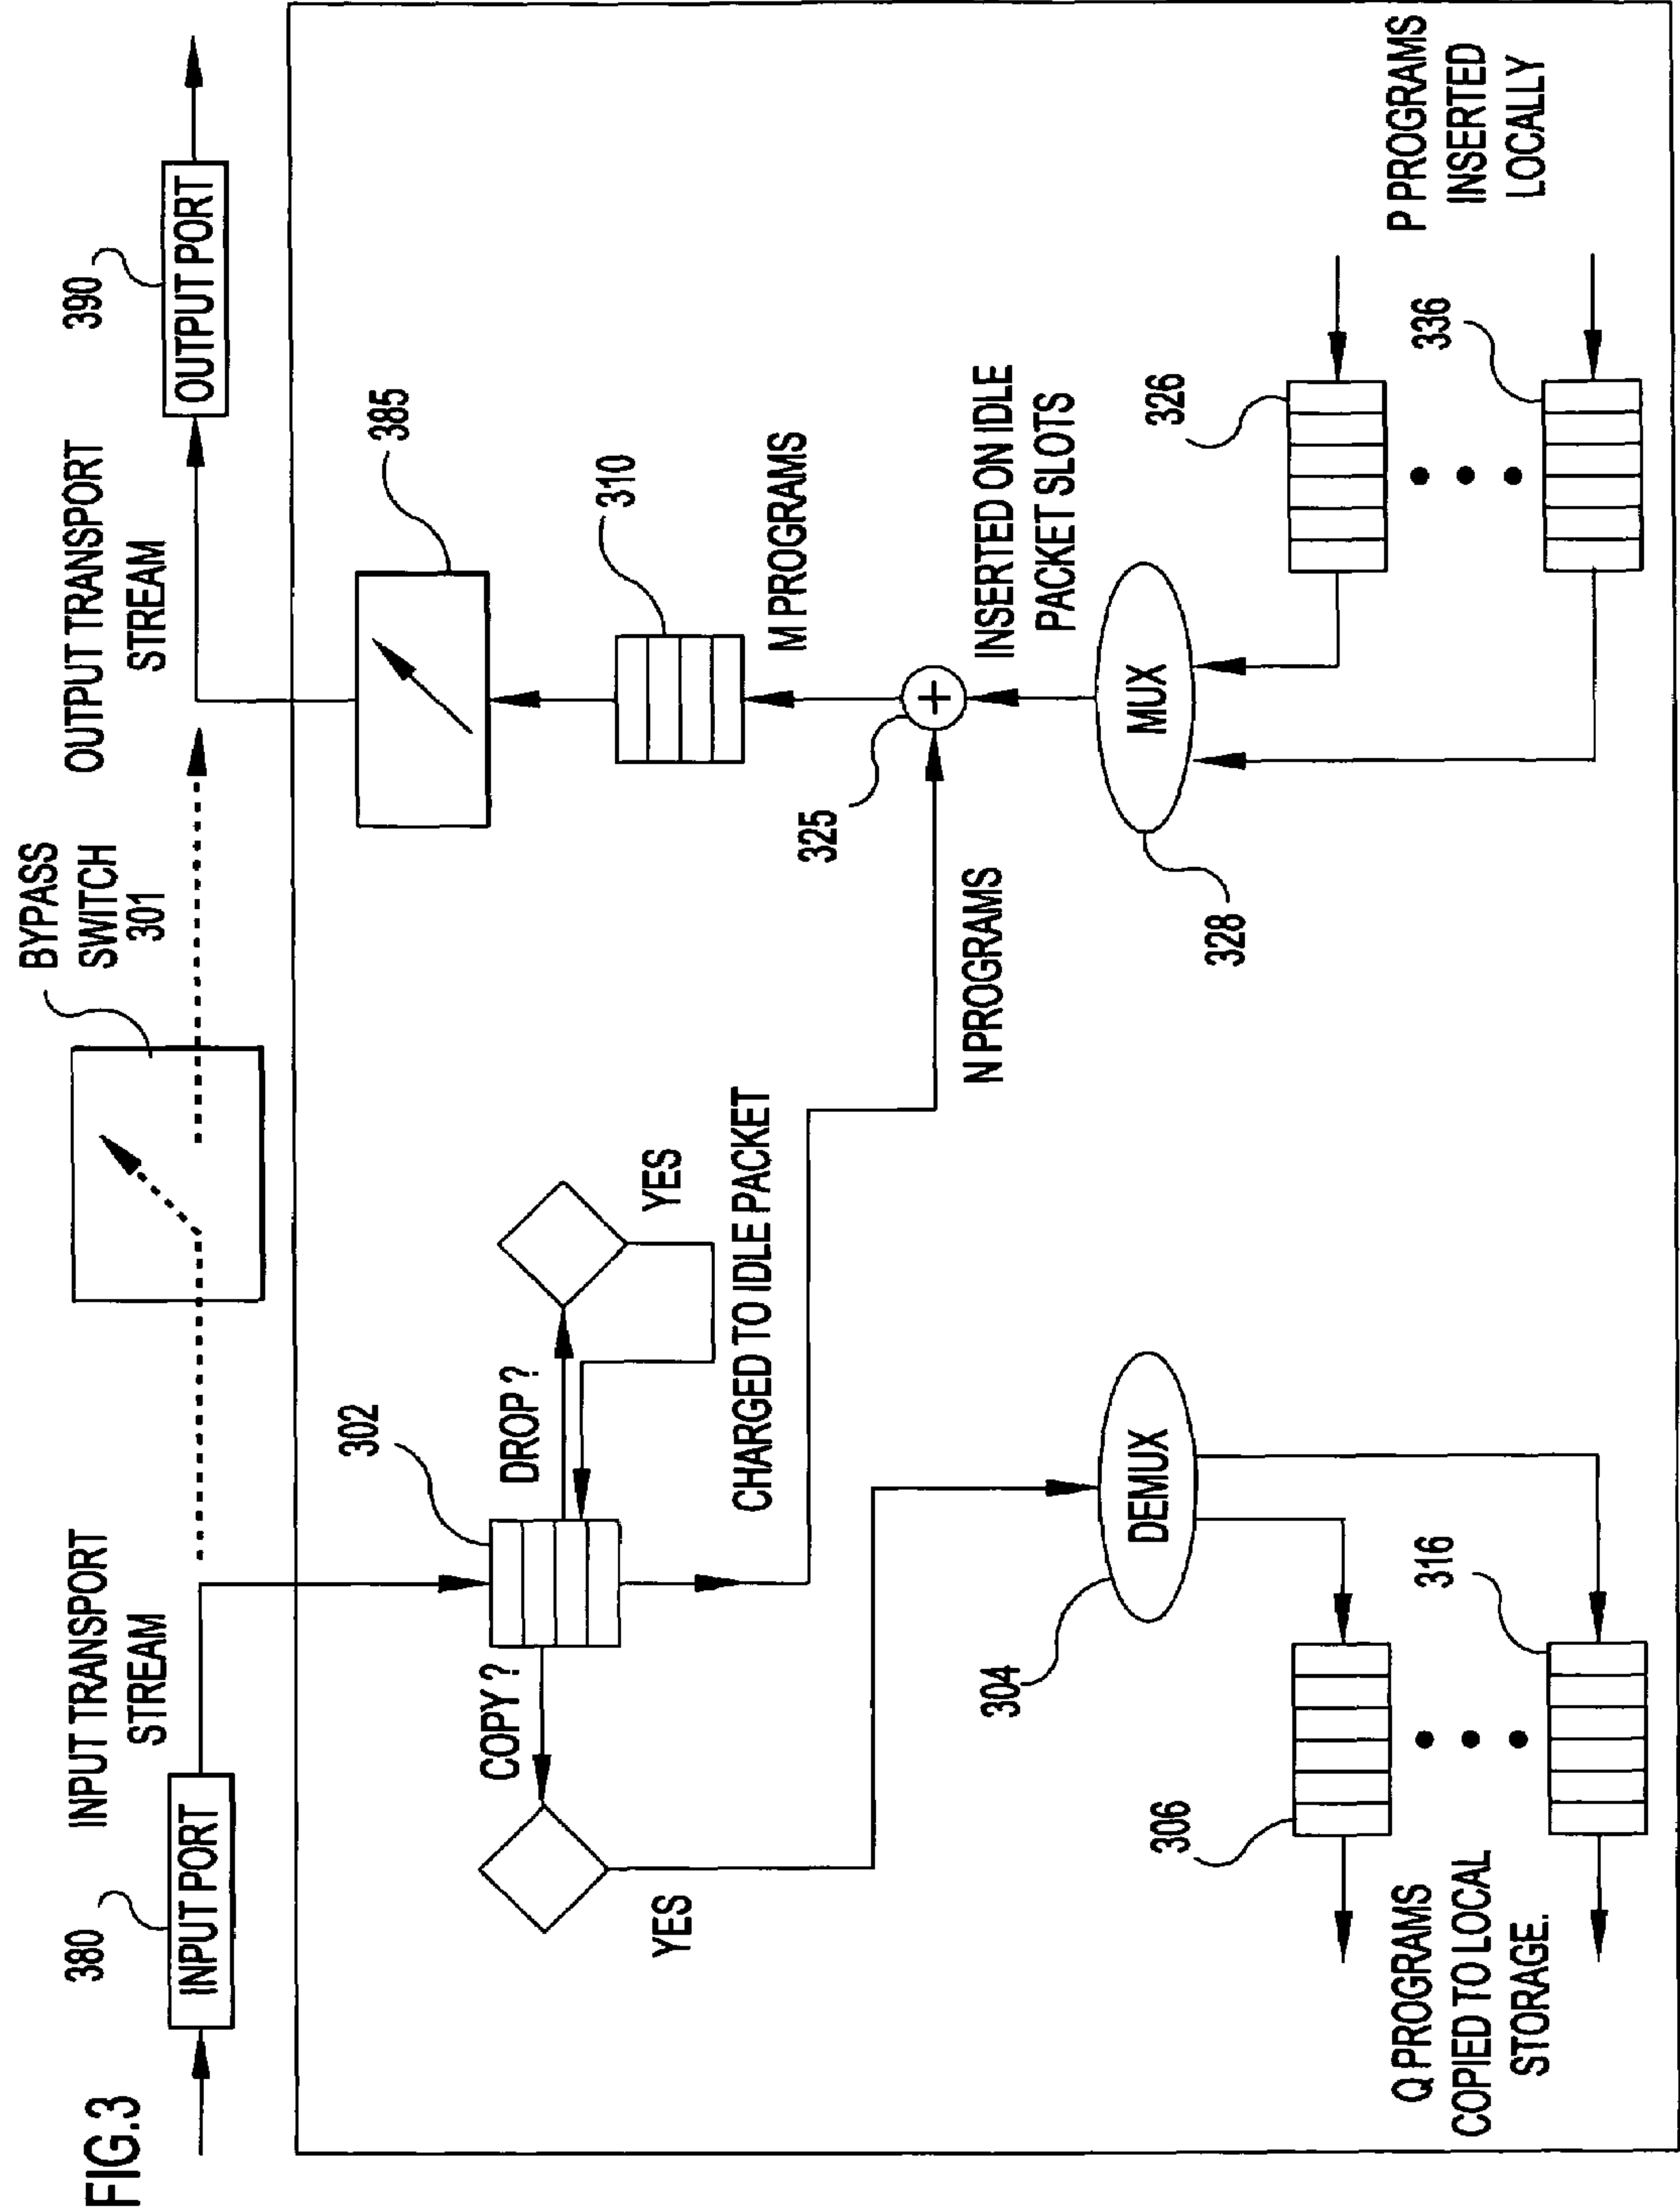 FIG.3
380
INPUT PORT
INPUT TRANSPORT
STREAM
BYPASS
SWITCH
301
OUTPUT TRANSPORT
STREAM
390
OUTPUT PORT
302
COPY ?
YES
DROP ?
YES
CHARGED TO IDLE PACKET
N PROGRAMS
385
310
M PROGRAMS
325
INSERTED ON IDLE
PACKET SLOTS
304
DEMUX
306
316
Q PROGRAMS
COPIED TO LOCAL
STORAGE.
MUX
328
326
336
P PROGRAMS
INSERTED
LOCALLY